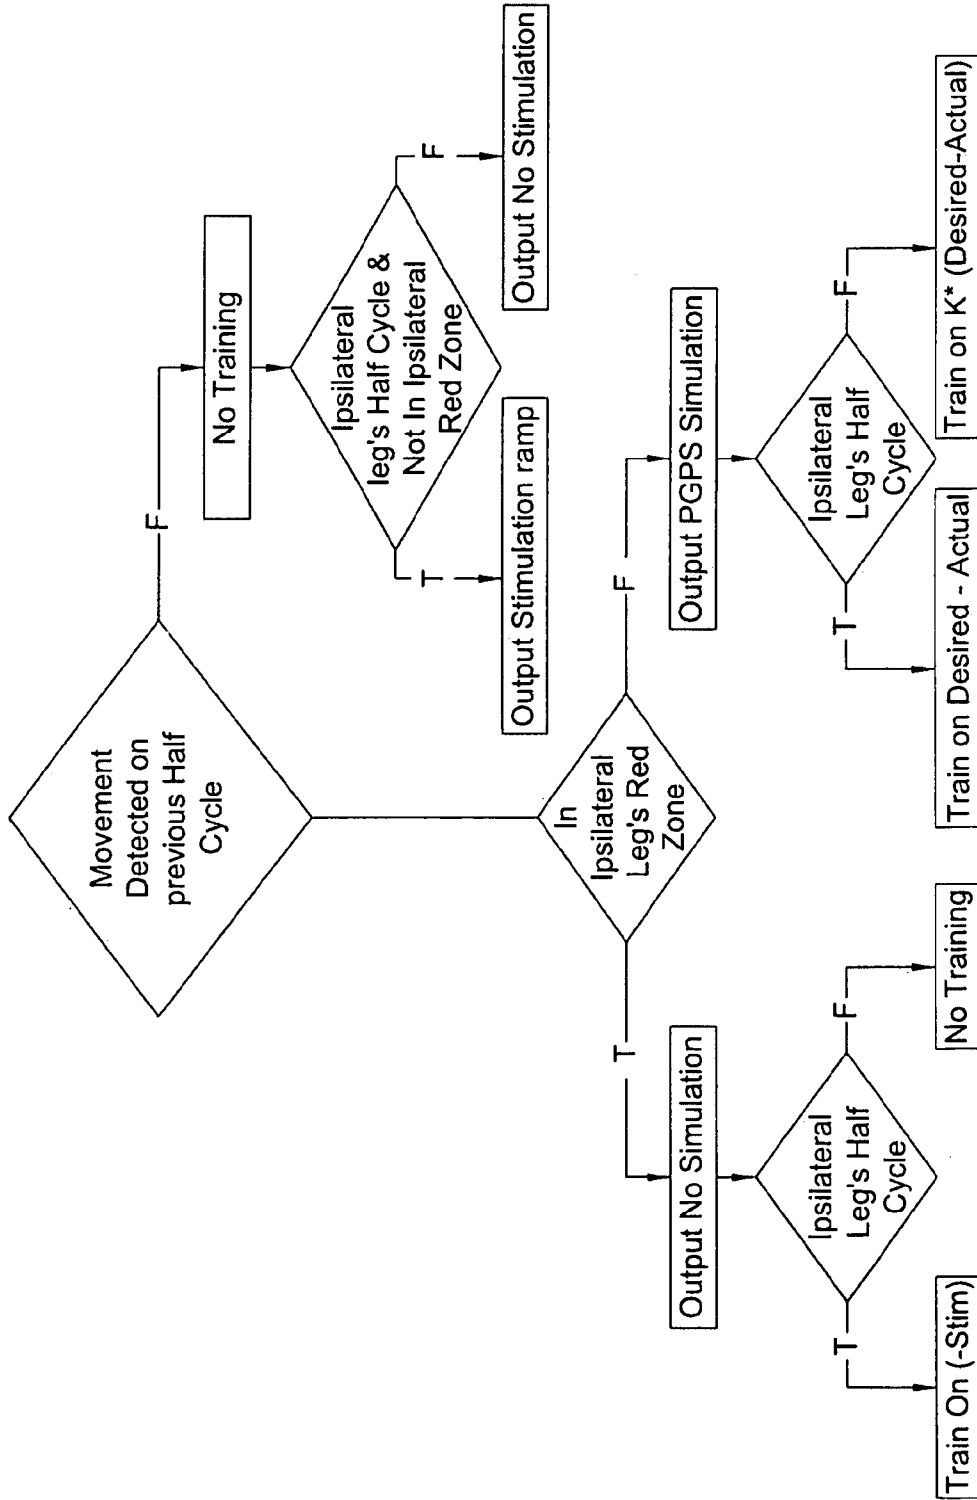 Movement
Detected on
previous Half
Cycle
F
No Training
Ipsilateral
leg's Half Cycle &
Not In Ipsilateral
Red Zone
T
F
Output Stimulation ramp
Output No Stimulation
In
Ipsilateral
Leg's Red
Zone
T
F
Output No Simulation
Output PGPS Simulation
Ipsilateral
Leg's Half
Cycle
T
F
Ipsilateral
Leg's Half
Cycle
T
F
Train On (-Stim)
No Training
Train on Desired - Actual
Train on K* (Desired-Actual)